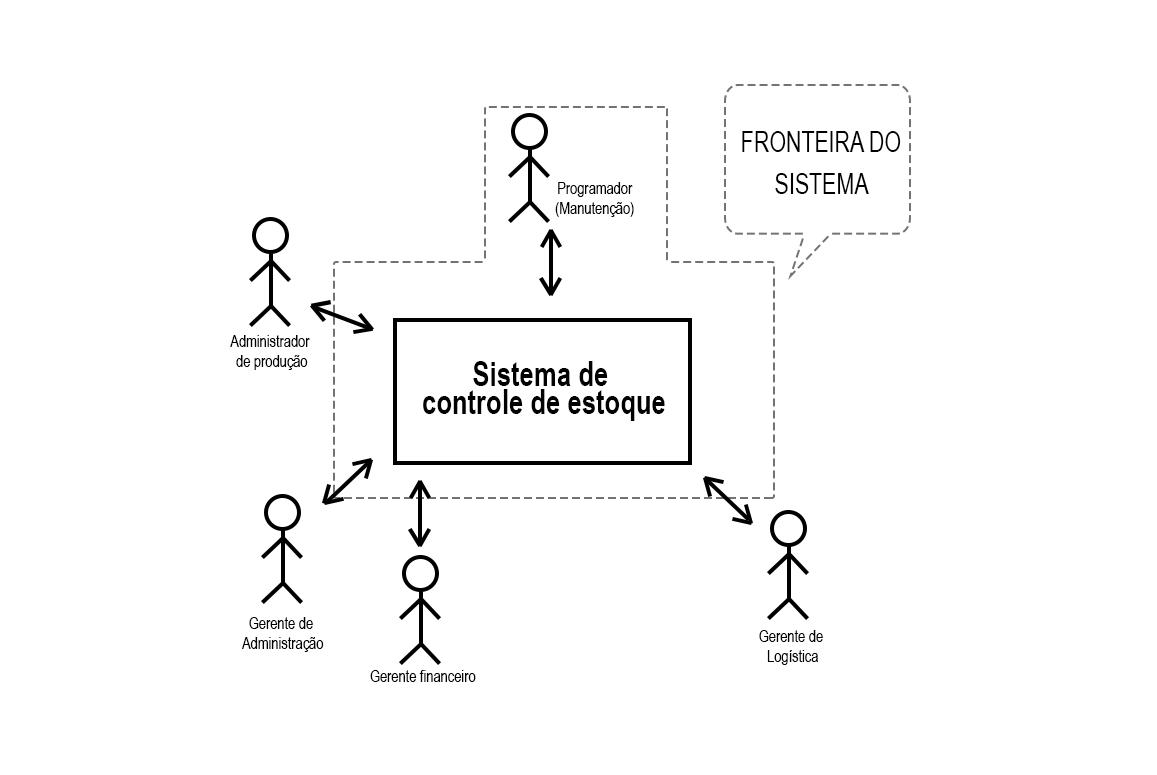 FRONTEIRA DO
SISTEMA
Programador
(Manutenção)
Administrador
de produção
Sistema de
controle de estoque
Gerente de
Administração
Gerente financeiro
Gerente de
Logística